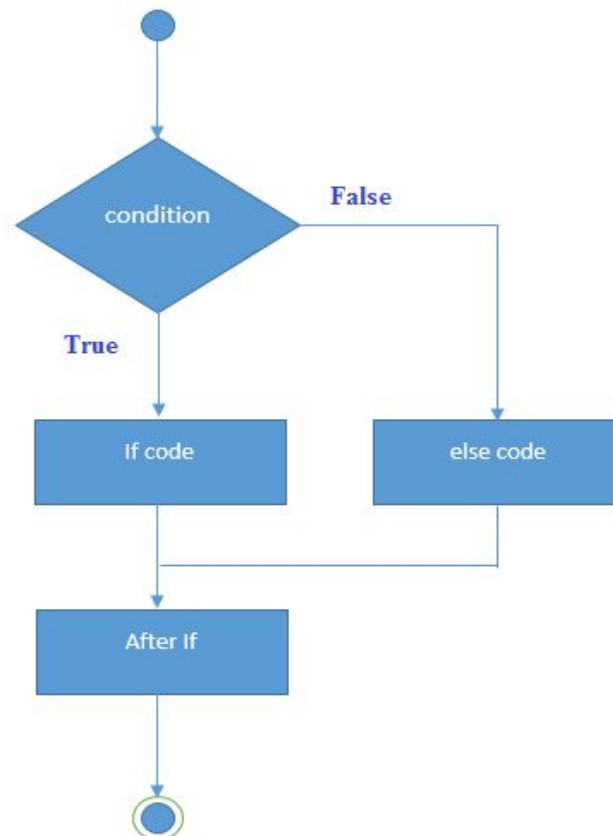 condition
False
True
If code
else code
After If